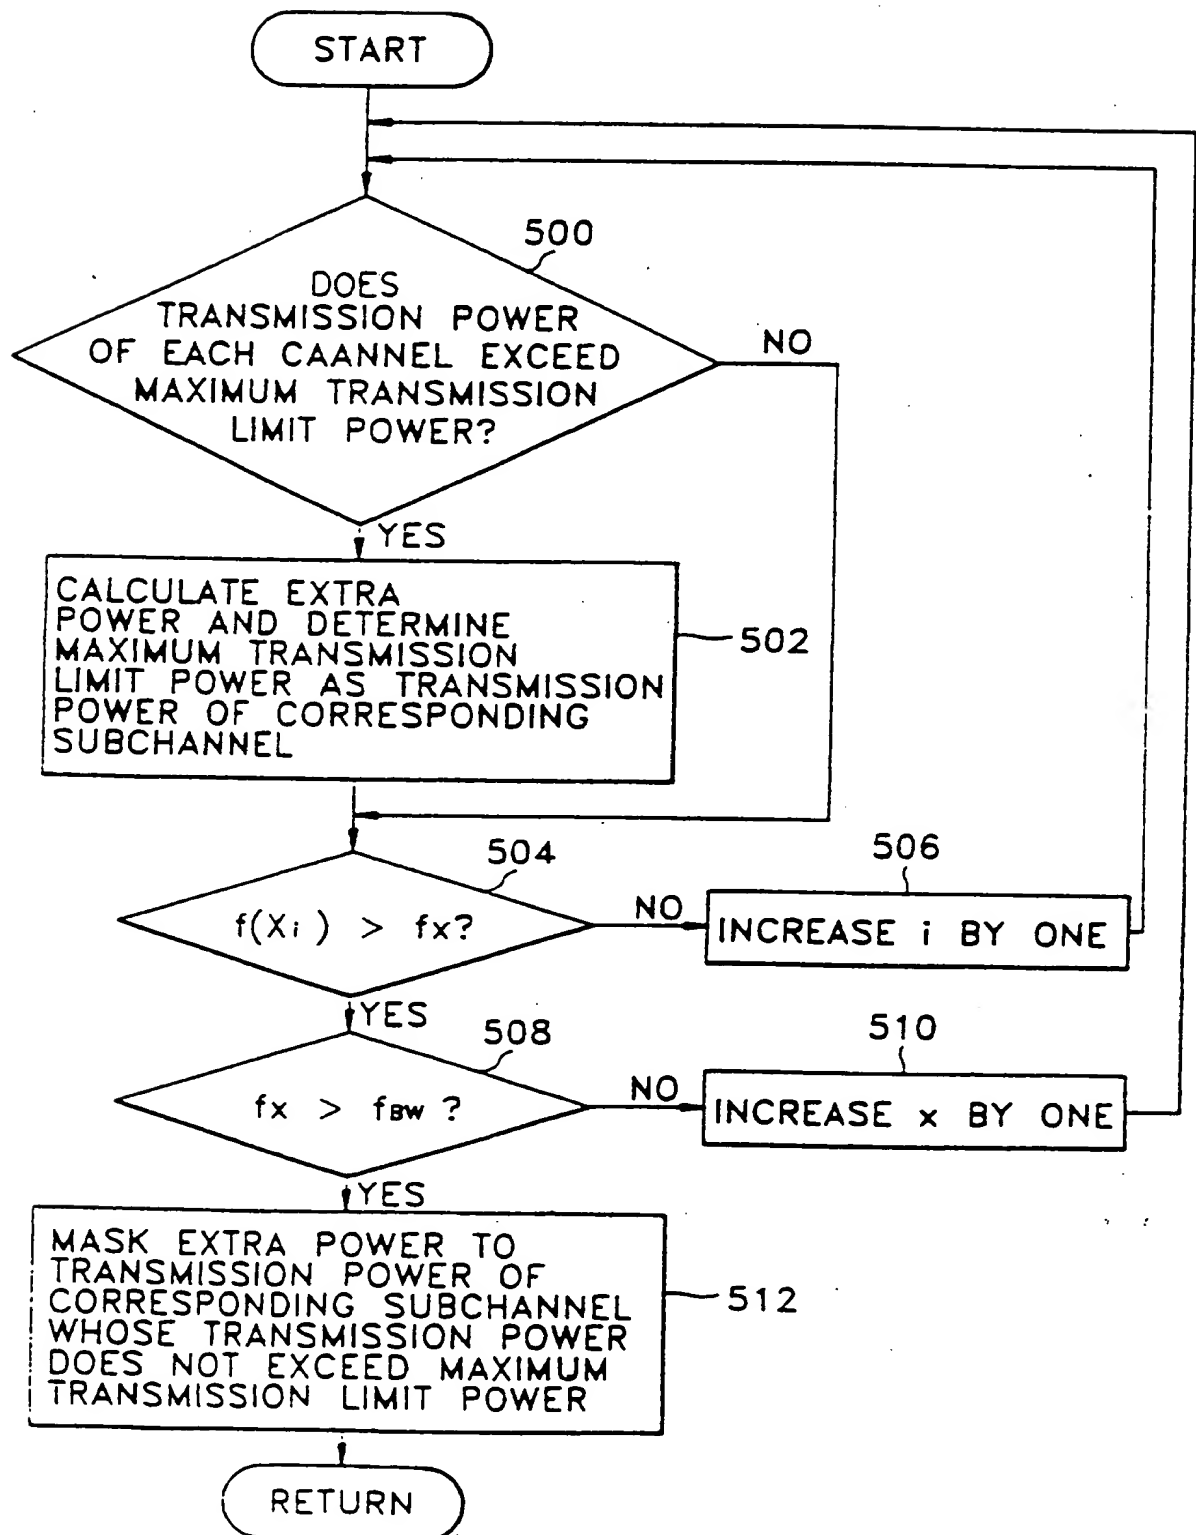 START
500
DOES
TRANSMISSION POWER
OF EACH CAANNEL EXCEED
MAXIMUM TRANSMISSION
LIMIT POWER?
NO
YES
CALCULATE EXTRA
POWER AND DETERMINE
MAXIMUM TRANSMISSION
LIMIT POWER AS TRANSMISSION
POWER OF CORRESPONDING
SUBCHANNEL
502
504
f(Xi) > fx?
NO
506
INCREASE i BY ONE
YES
508
fx > fBW ?
NO
510
INCREASE x BY ONE
YES
MASK EXTRA POWER TO
TRANSMISSION POWER OF
CORRESPONDING SUBCHANNEL
WHOSE TRANSMISSION POWER
DOES NOT EXCEED MAXIMUM
TRANSMISSION LIMIT POWER
512
RETURN